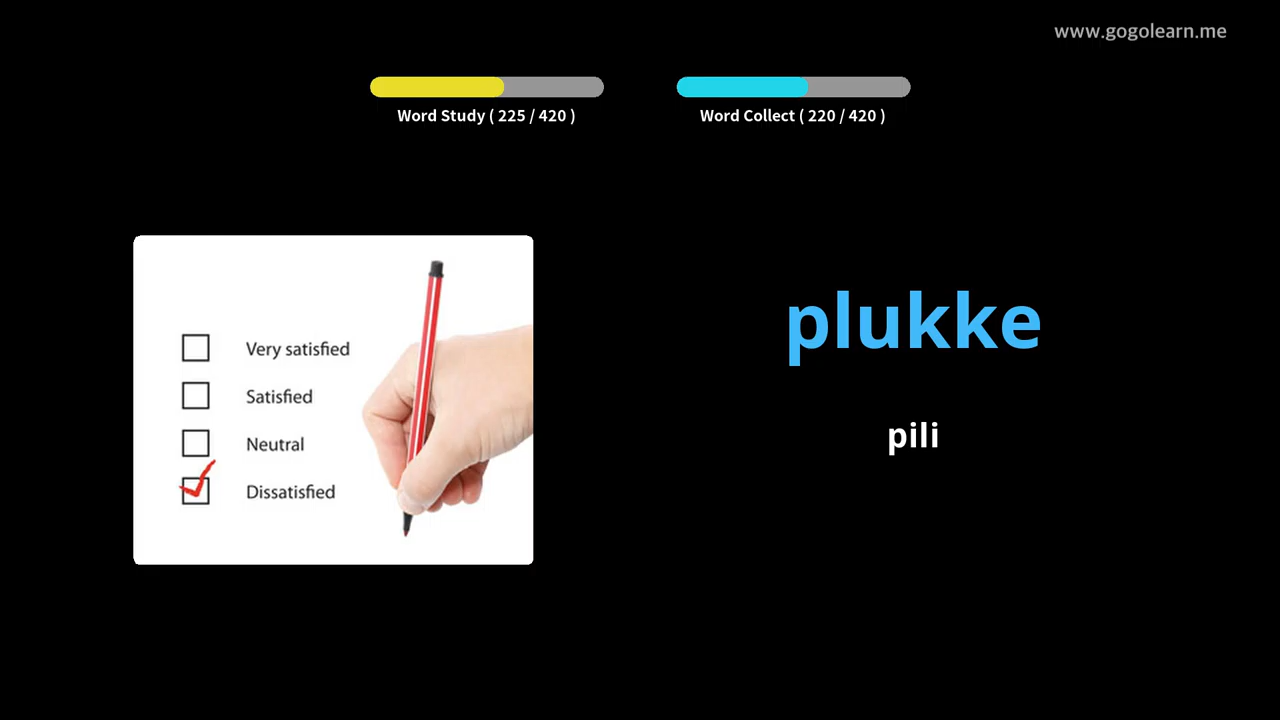 www.gogolearn.me
Word Study ( 225 / 420 )
Word Collect ( 220 / 420 )
Very satisfied
Satisfied
Neutral
Dissatisfied
plukke
pili